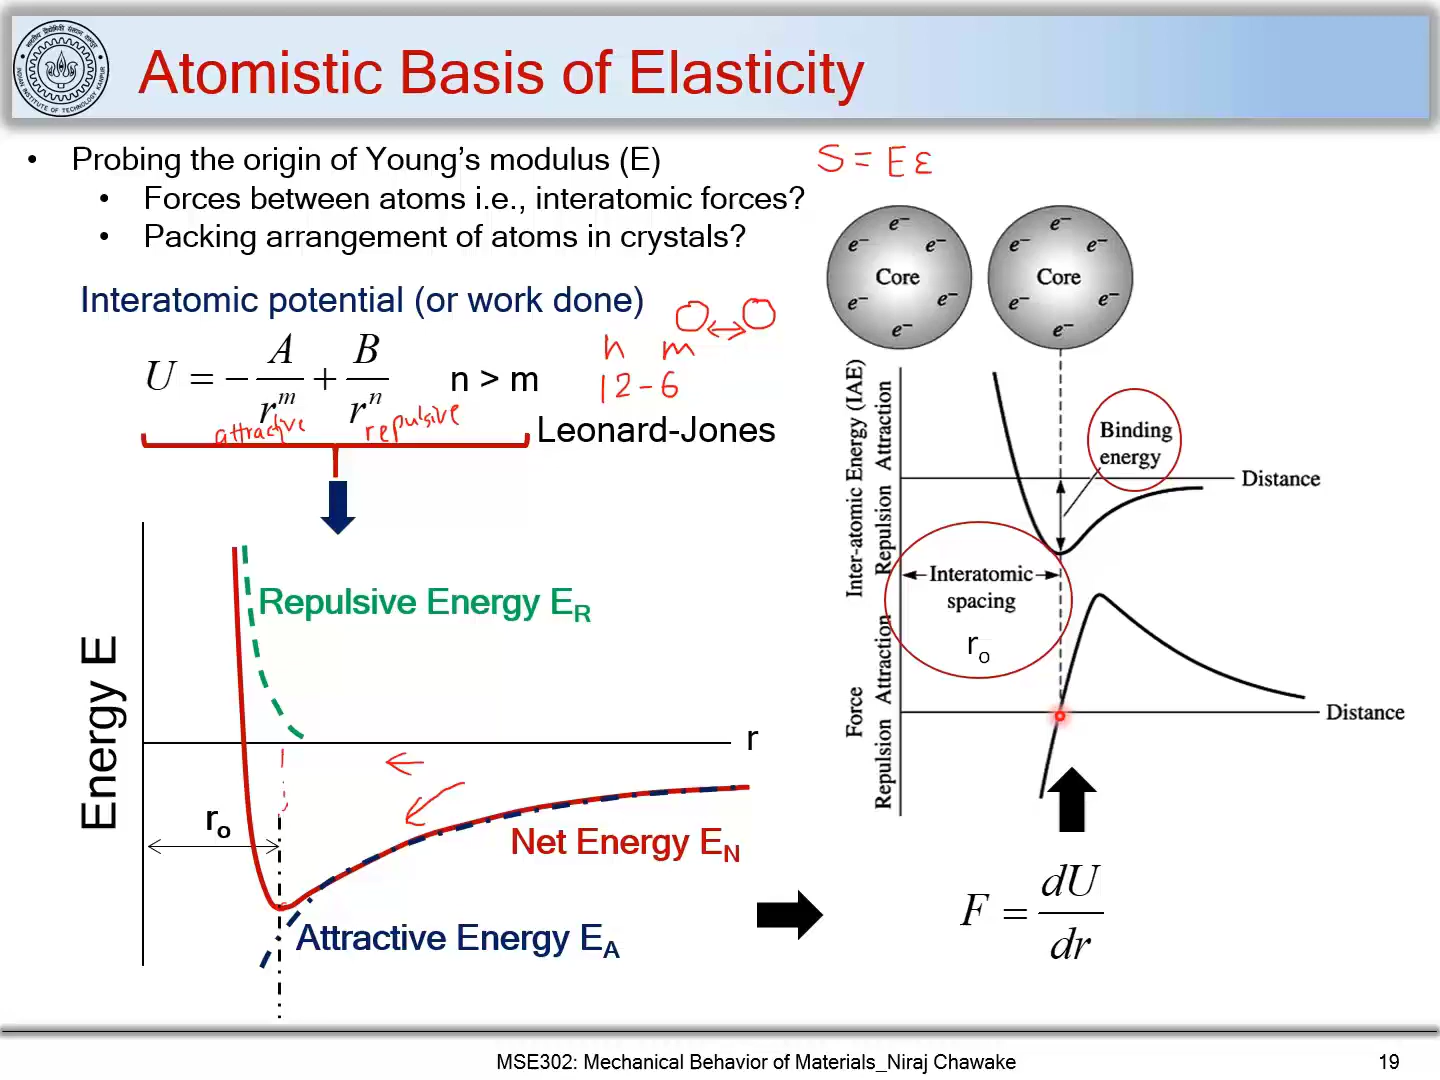 Atomistic Basis of Elasticity
• Probing the origin of Young's modulus (E)
S = Eε
• Forces between atoms i.e., interatomic forces?
• Packing arrangement of atoms in crystals?
Interatomic potential (or work done)
U = − A/r^m + B/r^n n > m
n m
12-6
attractive repulsive
Leonard-Jones
Energy E
Repulsive Energy E_R
r
r_o
Net Energy E_N
Attractive Energy E_A
e⁻ e⁻ e⁻ Core e⁻ e⁻ e⁻
e⁻ e⁻ e⁻ Core e⁻ e⁻ e⁻
Inter-atomic Energy (IAE)
Repulsion Attraction
Binding
energy
Distance
Interatomic
spacing
r_o
Force
Repulsion Attraction
Distance
F = dU/dr
MSE302: Mechanical Behavior of Materials_Niraj Chawake
19